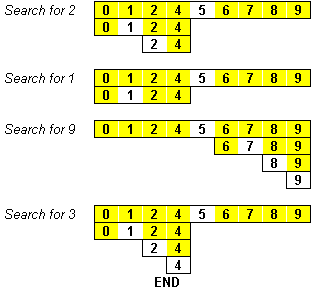 Search for 2 0 1 2 4 5 6 7 8 9
0 1 2 4
2 4
Search for 1 0 1 2 4 5 6 7 8 9
0 1 2 4
Search for 9 0 1 2 4 5 6 7 8 9
6 7 8 9
8 9
9
Search for 3 0 1 2 4 5 6 7 8 9
0 1 2 4
2 4
4
END